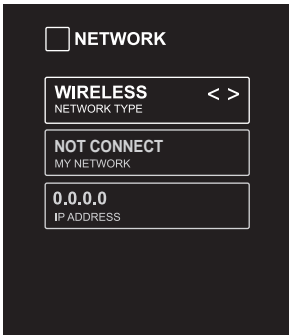 NETWORK
WIRELESS < >
NETWORK TYPE
NOT CONNECT
MY NETWORK
0.0.0.0
IP ADDRESS